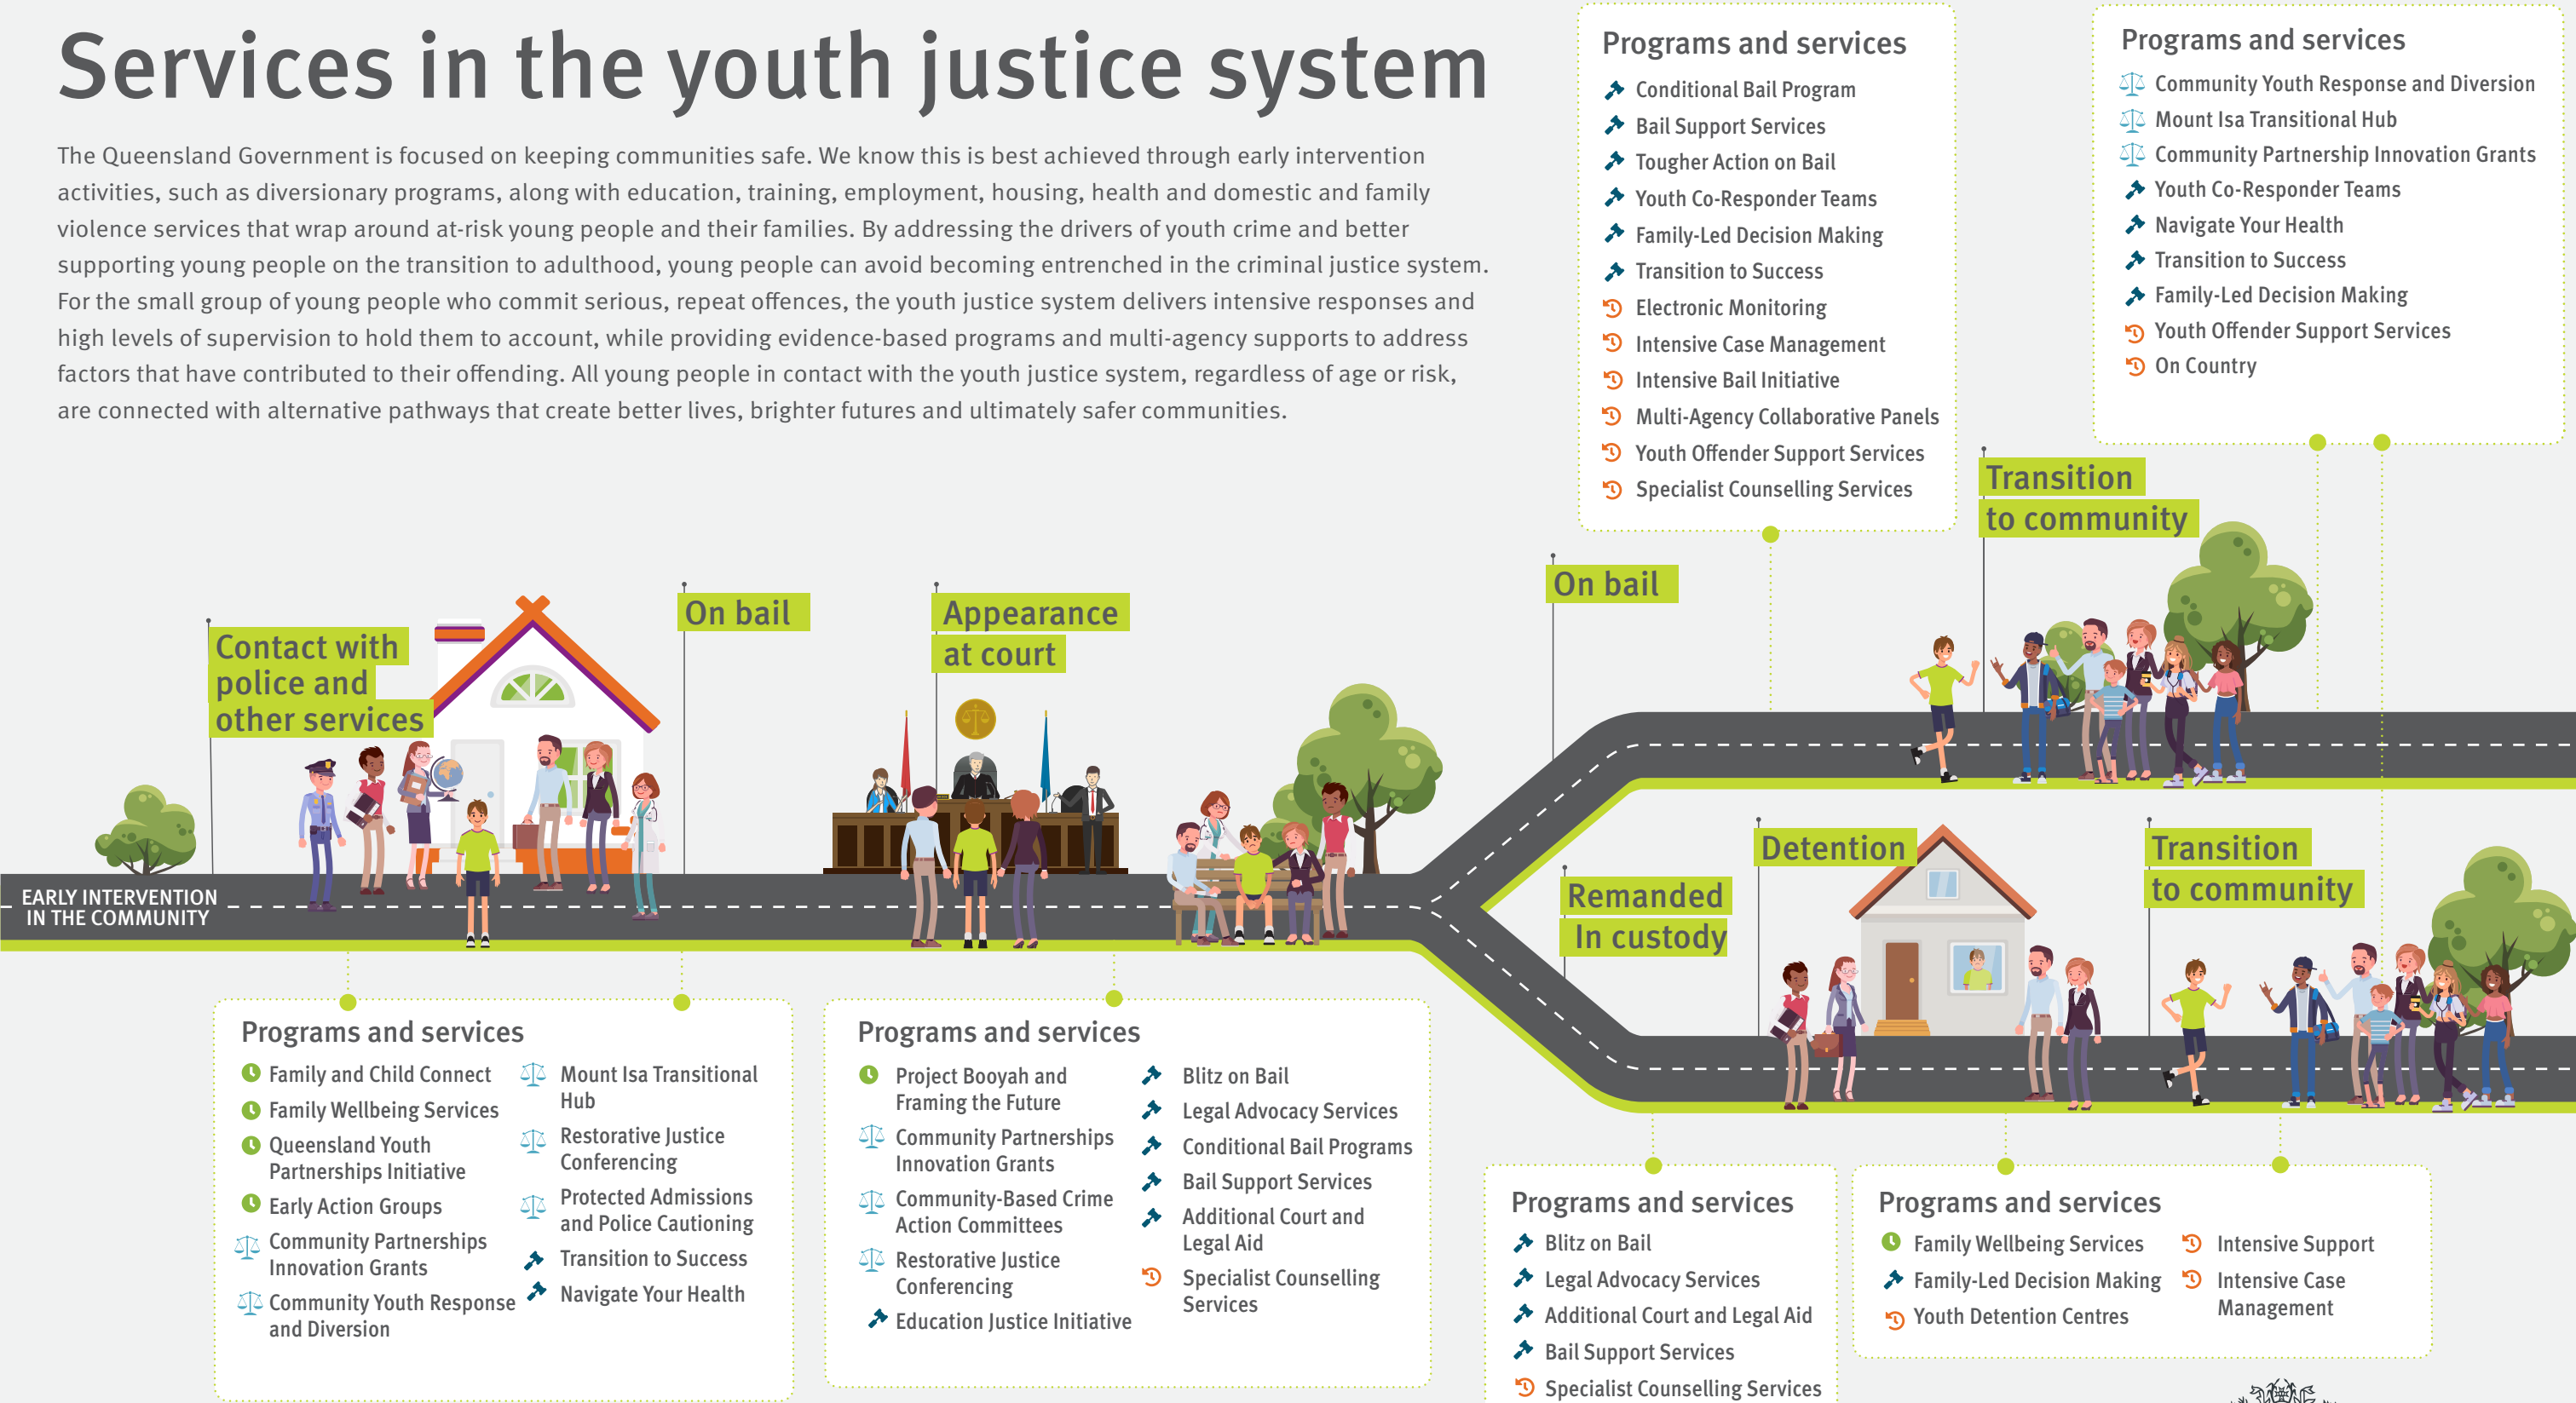 Services in the youth justice system
The Queensland Government is focused on keeping communities safe. We know this is best achieved through early intervention
activities, such as diversionary programs, along with education, training, employment, housing, health and domestic and family
violence services that wrap around at-risk young people and their families. By addressing the drivers of youth crime and better
supporting young people on the transition to adulthood, young people can avoid becoming entrenched in the criminal justice system.
For the small group of young people who commit serious, repeat offences, the youth justice system delivers intensive responses and
high levels of supervision to hold them to account, while providing evidence-based programs and multi-agency supports to address
factors that have contributed to their offending. All young people in contact with the youth justice system, regardless of age or risk,
are connected with alternative pathways that create better lives, brighter futures and ultimately safer communities.
Programs and services
Conditional Bail Program
Bail Support Services
Tougher Action on Bail
Youth Co-Responder Teams
Family-Led Decision Making
Transition to Success
Electronic Monitoring
Intensive Case Management
Intensive Bail Initiative
Multi-Agency Collaborative Panels
Youth Offender Support Services
Specialist Counselling Services
Programs and services
Community Youth Response and Diversion
Mount Isa Transitional Hub
Community Partnership Innovation Grants
Youth Co-Responder Teams
Navigate Your Health
Transition to Success
Family-Led Decision Making
Youth Offender Support Services
On Country
EARLY INTERVENTION
IN THE COMMUNITY
Contact with
police and
other services
On bail
Appearance
at court
On bail
Transition
to community
Remanded
In custody
Detention
Transition
to community
Programs and services
Family and Child Connect
Family Wellbeing Services
Queensland Youth
Partnerships Initiative
Early Action Groups
Community Partnerships
Innovation Grants
Community Youth Response
and Diversion
Mount Isa Transitional
Hub
Restorative Justice
Conferencing
Protected Admissions
and Police Cautioning
Transition to Success
Navigate Your Health
Programs and services
Project Booyah and
Framing the Future
Community Partnerships
Innovation Grants
Community-Based Crime
Action Committees
Restorative Justice
Conferencing
Education Justice Initiative
Blitz on Bail
Legal Advocacy Services
Conditional Bail Programs
Bail Support Services
Additional Court and
Legal Aid
Specialist Counselling
Services
Programs and services
Blitz on Bail
Legal Advocacy Services
Additional Court and Legal Aid
Bail Support Services
Specialist Counselling Services
Programs and services
Family Wellbeing Services
Family-Led Decision Making
Youth Detention Centres
Intensive Support
Intensive Case
Management